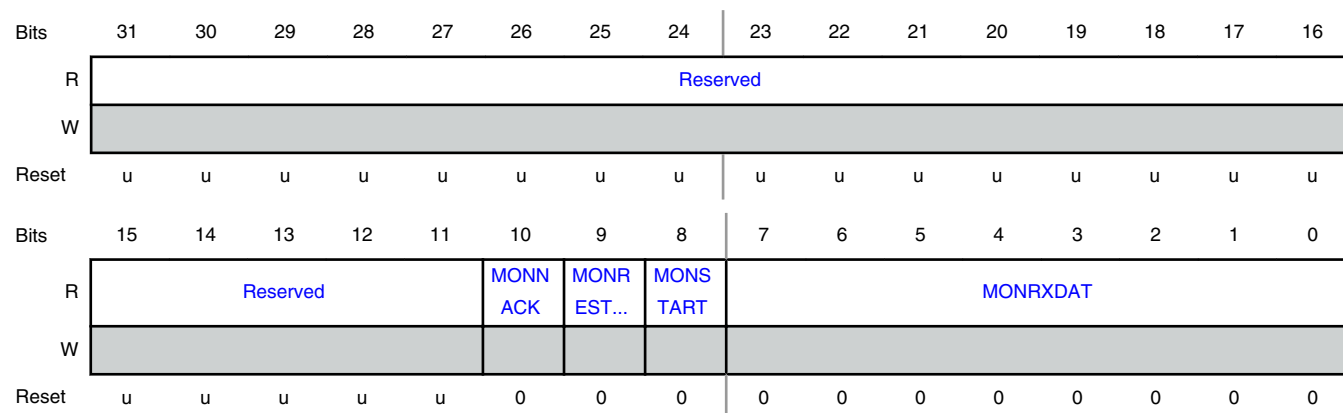 Bits 31 30 29 28 27 26 25 24 23 22 21 20 19 18 17 16
R Reserved
W
Reset u u u u u u u u u u u u u u u u
Bits 15 14 13 12 11 10 9 8 7 6 5 4 3 2 1 0
R Reserved MONN ACK MONR EST... MONS TART MONRXDAT
W
Reset u u u u u 0 0 0 0 0 0 0 0 0 0 0